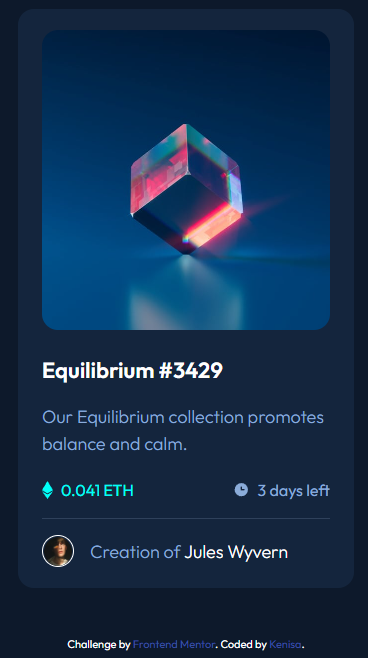 Equilibrium #3429
Our Equilibrium collection promotes
balance and calm.
0.041 ETH
3 days left
Creation of Jules Wyvern
Challenge by Frontend Mentor. Coded by Kenisa.